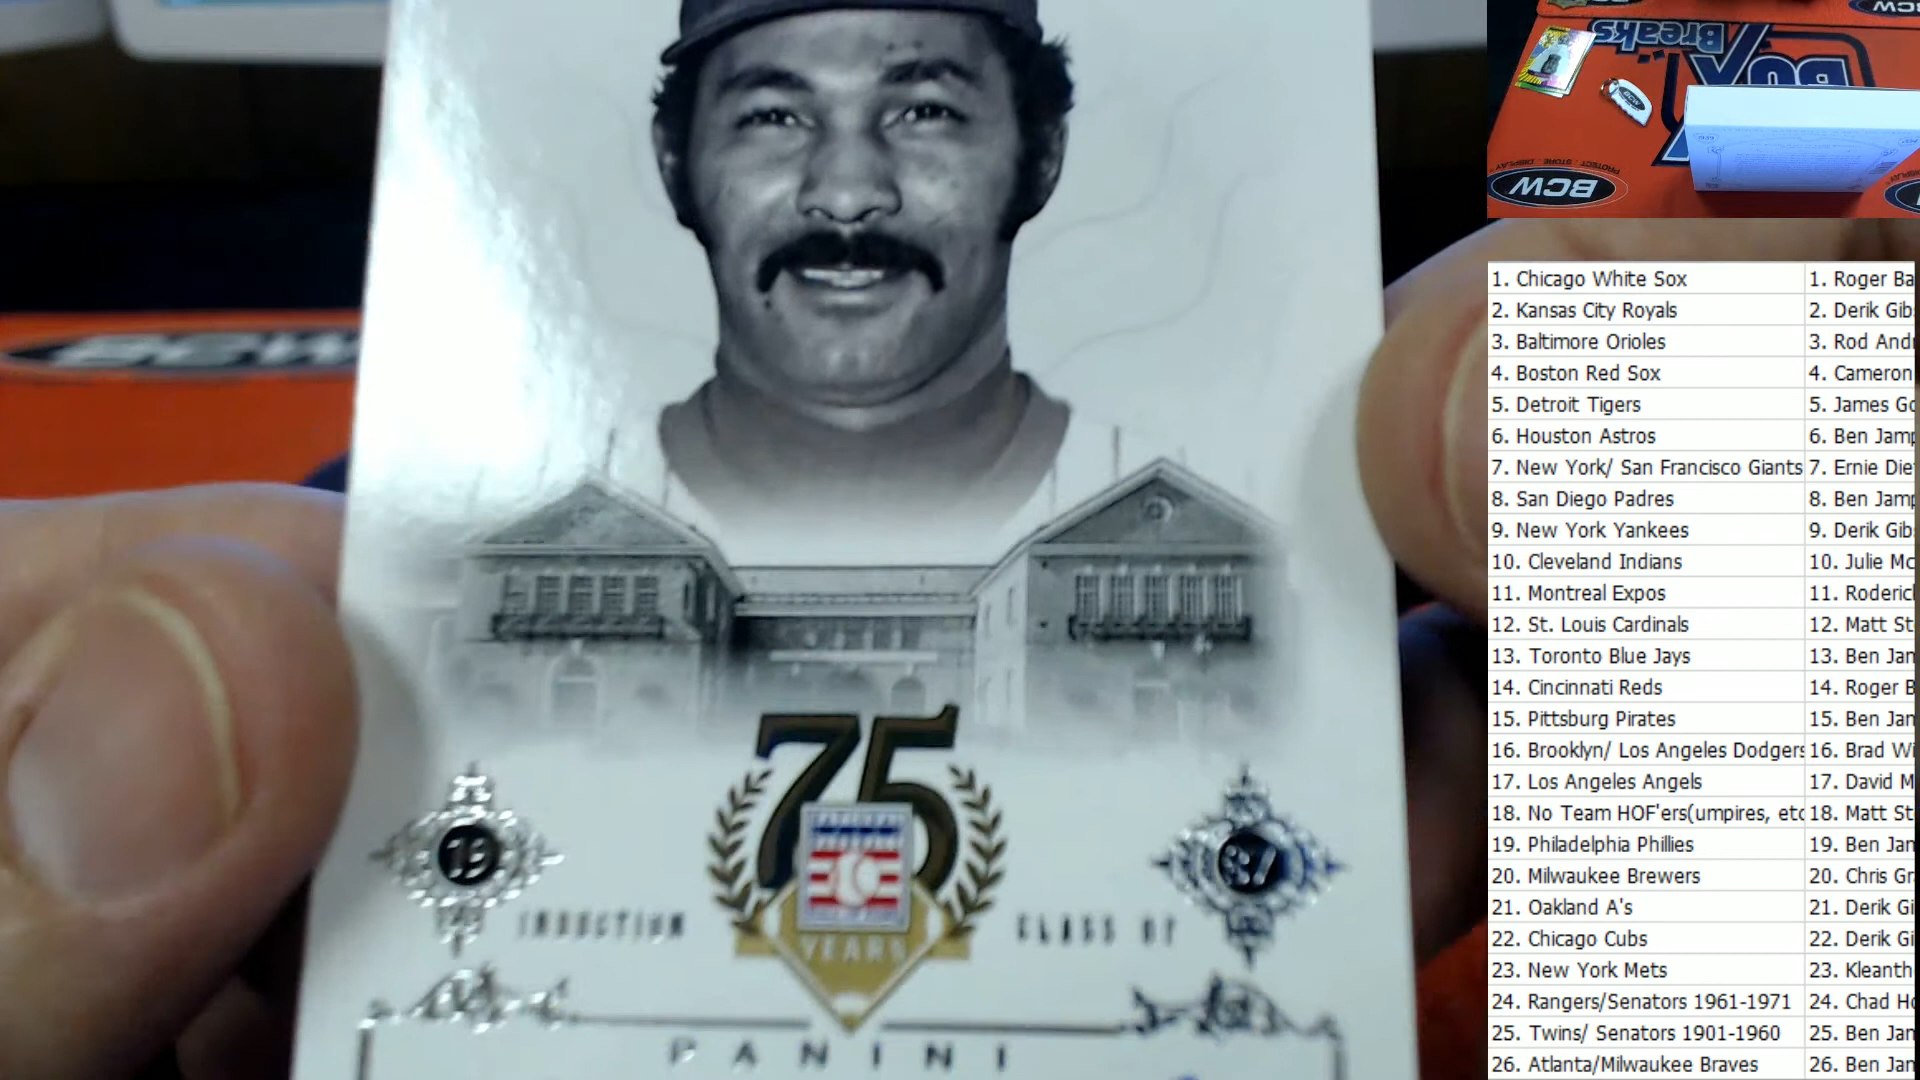 75
YEARS
19
87
INDUCTION
CLASS OF
PANINI
Breaks
BOX
BCW
BCW
PROTECT . STORE . DISPLAY
BCW
1. Chicago White Sox 1. Roger Ba
2. Kansas City Royals 2. Derik Gib
3. Baltimore Orioles 3. Rod Andr
4. Boston Red Sox 4. Cameron
5. Detroit Tigers 5. James Go
6. Houston Astros 6. Ben Jamp
7. New York/ San Francisco Giants 7. Ernie Die
8. San Diego Padres 8. Ben Jamp
9. New York Yankees 9. Derik Gib
10. Cleveland Indians 10. Julie Mc
11. Montreal Expos 11. Roderic
12. St. Louis Cardinals 12. Matt St
13. Toronto Blue Jays 13. Ben Jan
14. Cincinnati Reds 14. Roger B
15. Pittsburg Pirates 15. Ben Jan
16. Brooklyn/ Los Angeles Dodgers 16. Brad Wi
17. Los Angeles Angels 17. David M
18. No Team HOF'ers(umpires, etc 18. Matt St
19. Philadelphia Phillies 19. Ben Jan
20. Milwaukee Brewers 20. Chris Gr
21. Oakland A's 21. Derik Gi
22. Chicago Cubs 22. Derik Gi
23. New York Mets 23. Kleanth
24. Rangers/Senators 1961-1971 24. Chad Ho
25. Twins/ Senators 1901-1960 25. Ben Jan
26. Atlanta/Milwaukee Braves 26. Ben Jan